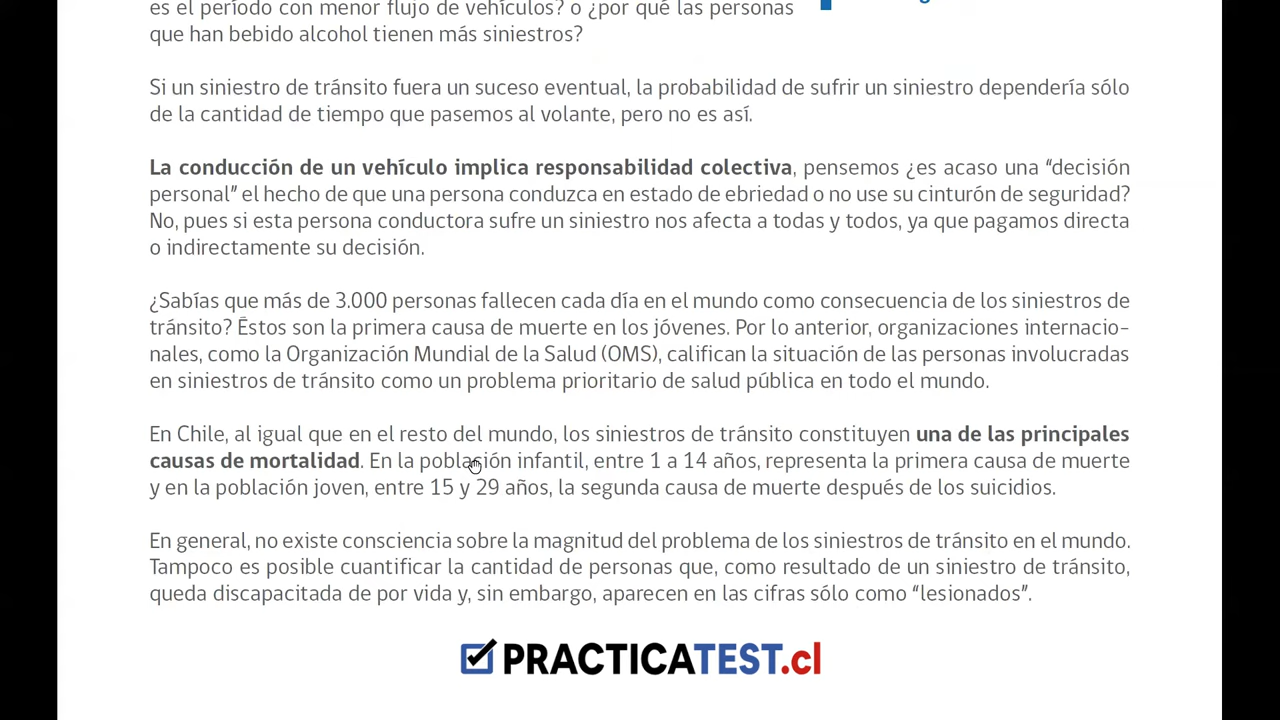 es el período con menor flujo de vehículos? o ¿por qué las personas
que han bebido alcohol tienen más siniestros?
Si un siniestro de tránsito fuera un suceso eventual, la probabilidad de sufrir un siniestro dependería sólo
de la cantidad de tiempo que pasemos al volante, pero no es así.
La conducción de un vehículo implica responsabilidad colectiva, pensemos ¿es acaso una “decisión
personal” el hecho de que una persona conduzca en estado de ebriedad o no use su cinturón de seguridad?
No, pues si esta persona conductora sufre un siniestro nos afecta a todas y todos, ya que pagamos directa
o indirectamente su decisión.
¿Sabías que más de 3.000 personas fallecen cada día en el mundo como consecuencia de los siniestros de
tránsito? Éstos son la primera causa de muerte en los jóvenes. Por lo anterior, organizaciones internacio-
nales, como la Organización Mundial de la Salud (OMS), califican la situación de las personas involucradas
en siniestros de tránsito como un problema prioritario de salud pública en todo el mundo.
En Chile, al igual que en el resto del mundo, los siniestros de tránsito constituyen una de las principales
causas de mortalidad. En la población infantil, entre 1 a 14 años, representa la primera causa de muerte
y en la población joven, entre 15 y 29 años, la segunda causa de muerte después de los suicidios.
En general, no existe consciencia sobre la magnitud del problema de los siniestros de tránsito en el mundo.
Tampoco es posible cuantificar la cantidad de personas que, como resultado de un siniestro de tránsito,
queda discapacitada de por vida y, sin embargo, aparecen en las cifras sólo como “lesionados”.
PRACTICATEST.cl